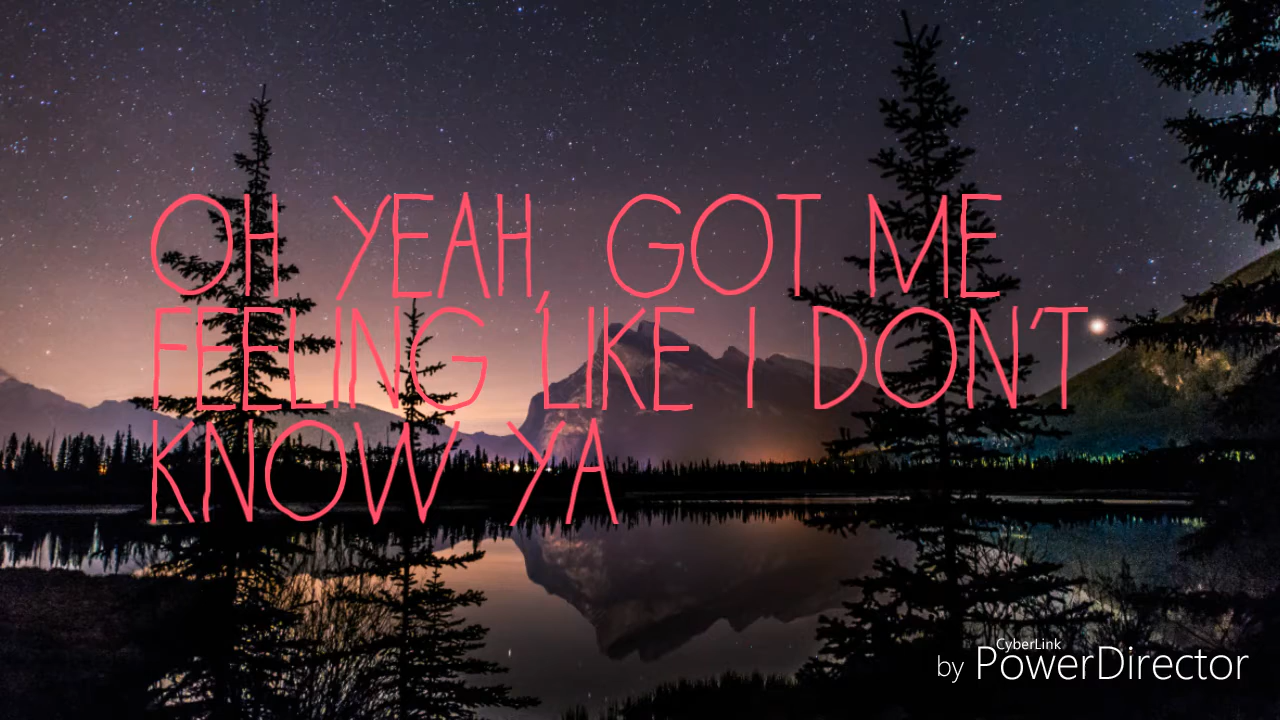 OH YEAH, GOT ME
FEELING LIKE I DON'T
KNOW YA
CyberLink
by PowerDirector